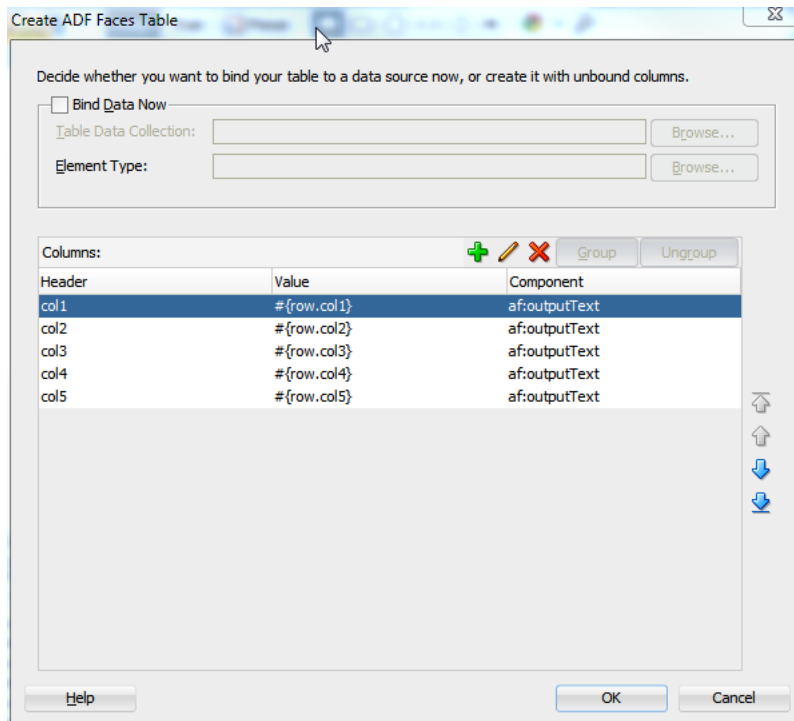 Create ADF Faces Table
Decide whether you want to bind your table to a data source now, or create it with unbound columns.
Bind Data Now
Table Data Collection: Browse...
Element Type: Browse...
Columns: Group Ungroup
Header Value Component
col1 #{row.col1} af:outputText
col2 #{row.col2} af:outputText
col3 #{row.col3} af:outputText
col4 #{row.col4} af:outputText
col5 #{row.col5} af:outputText
Help OK Cancel